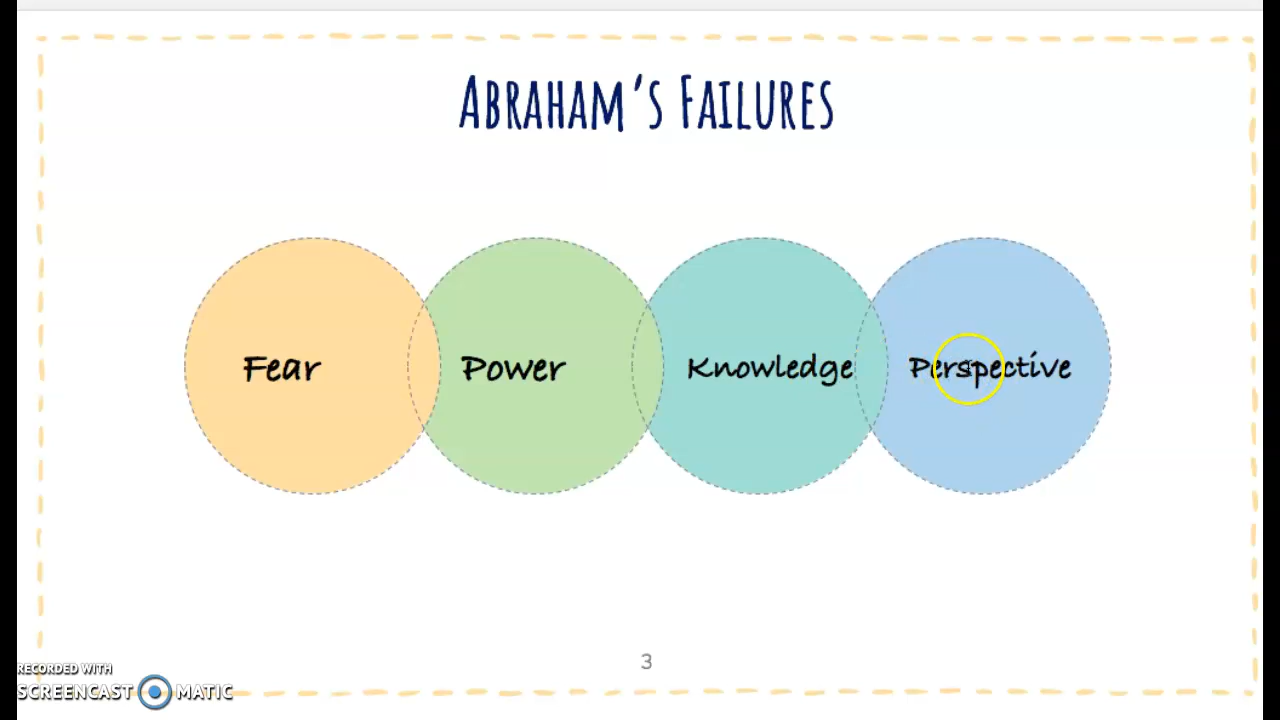 ABRAHAM'S FAILURES
Fear Power Knowledge Perspective
3
RECORDED WITH
SCREENCAST MATIC